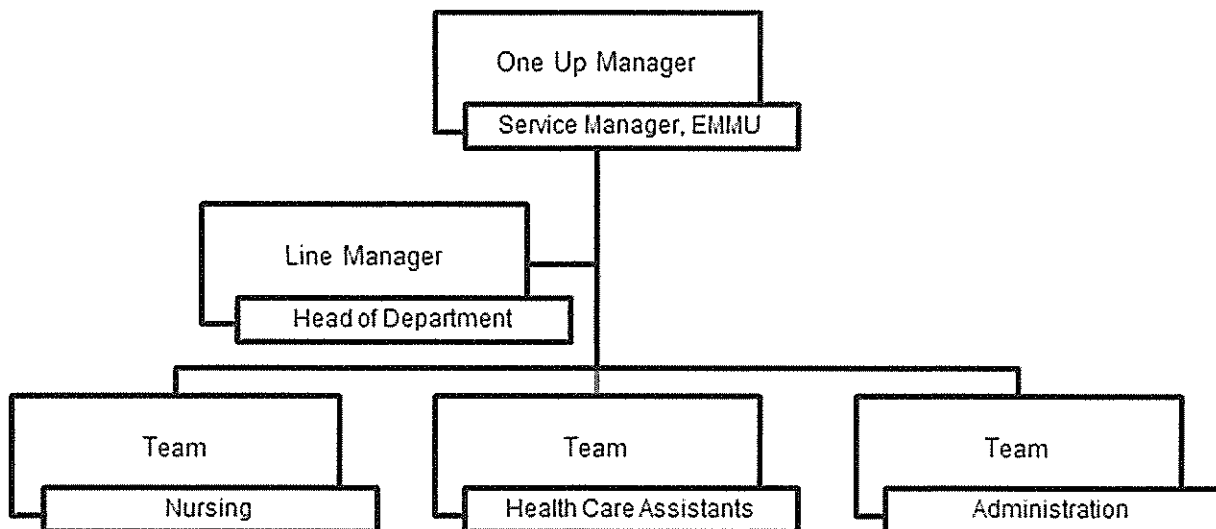 One Up Manager
Service Manager, EMMU
Line Manager
Head of Department
Team
Nursing
Team
Health Care Assistants
Team
Administration